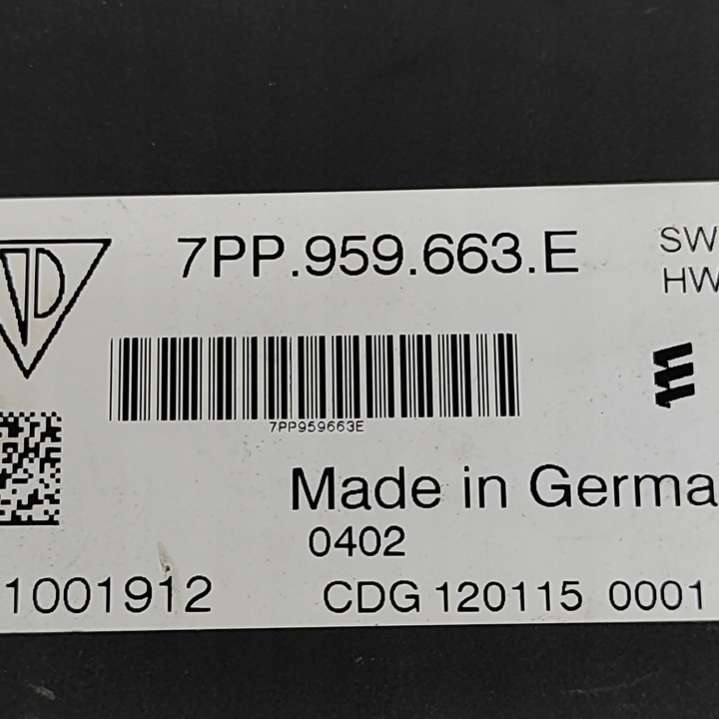 7PP.959.663.E
SW
HW
7PP959663E
Made in Germa
0402
1001912
CDG 120115 0001